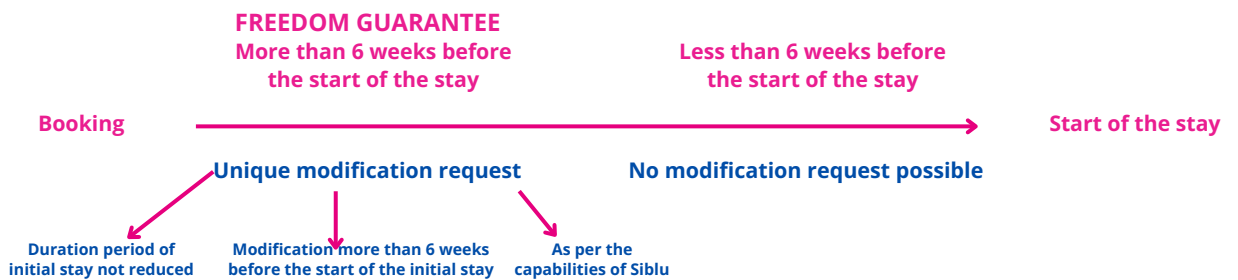 FREEDOM GUARANTEE
More than 6 weeks before
the start of the stay
Less than 6 weeks before
the start of the stay
Booking
Start of the stay
Unique modification request
No modification request possible
Duration period of
initial stay not reduced
Modification more than 6 weeks
before the start of the initial stay
As per the
capabilities of Siblu